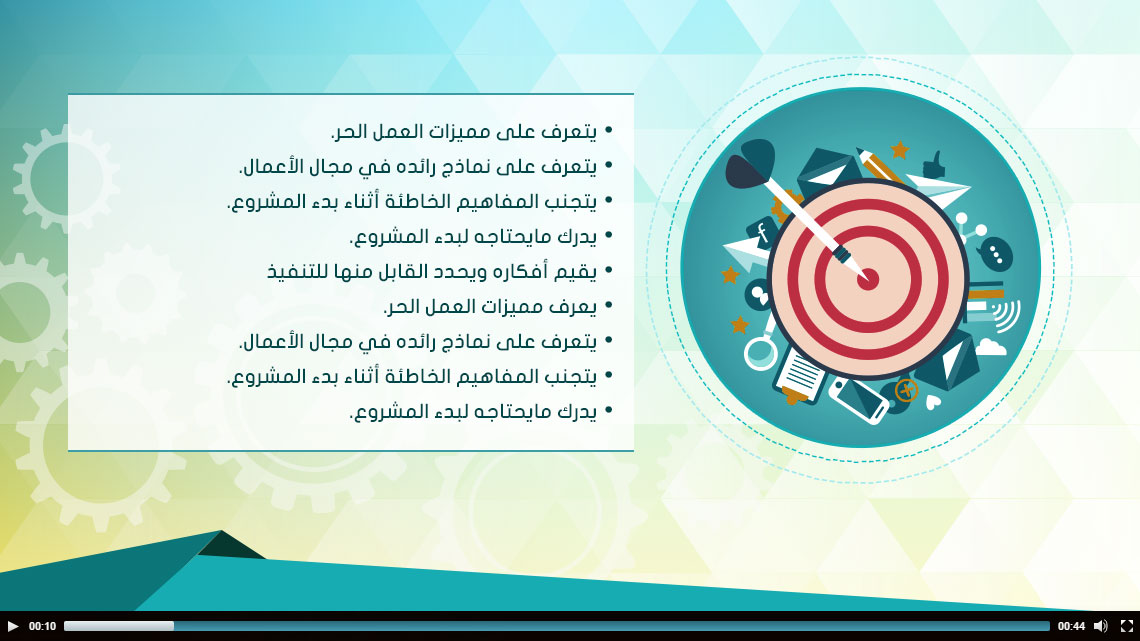 • يتعرف على مميزات العمل الحر.
• يتعرف على نماذج رائده في مجال الأعمال.
• يتجنب المفاهيم الخاطئة أثناء بدء المشروع.
• يدرك مايحتاجه لبدء المشروع.
• يقيم أفكاره ويحدد القابل منها للتنفيذ
• يعرف مميزات العمل الحر.
• يتعرف على نماذج رائده في مجال الأعمال.
• يتجنب المفاهيم الخاطئة أثناء بدء المشروع.
• يدرك مايحتاجه لبدء المشروع.
f
00:10 00:44